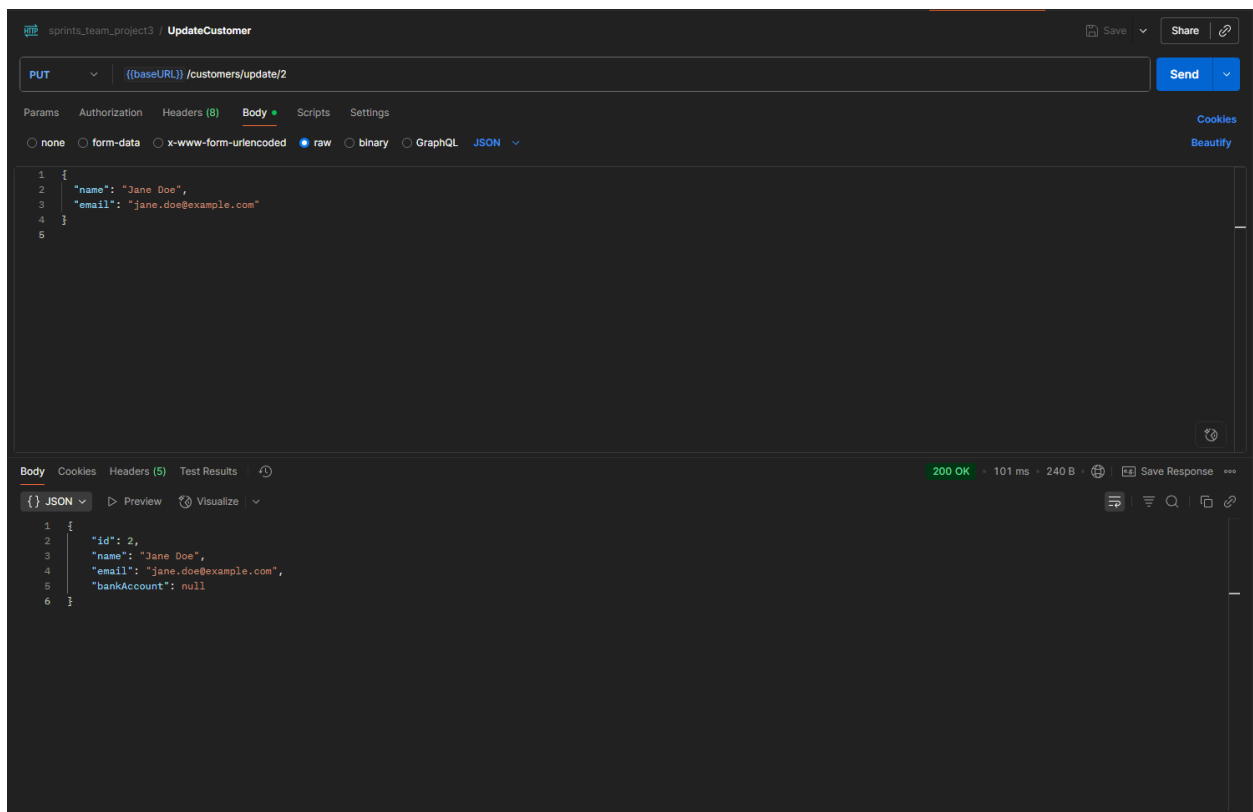 HTTP sprints_team_project3 / UpdateCustomer Save Share
PUT {{baseURL}} /customers/update/2 Send
Params Authorization Headers (8) Body Scripts Settings Cookies
none form-data x-www-form-urlencoded raw binary GraphQL JSON Beautify
1 {
2 "name": "Jane Doe",
3 "email": "jane.doe@example.com"
4 }
5
Body Cookies Headers (5) Test Results 200 OK 101 ms 240 B e.g. Save Response
{} JSON Preview Visualize
1 {
2 "id": 2,
3 "name": "Jane Doe",
4 "email": "jane.doe@example.com",
5 "bankAccount": null
6 }